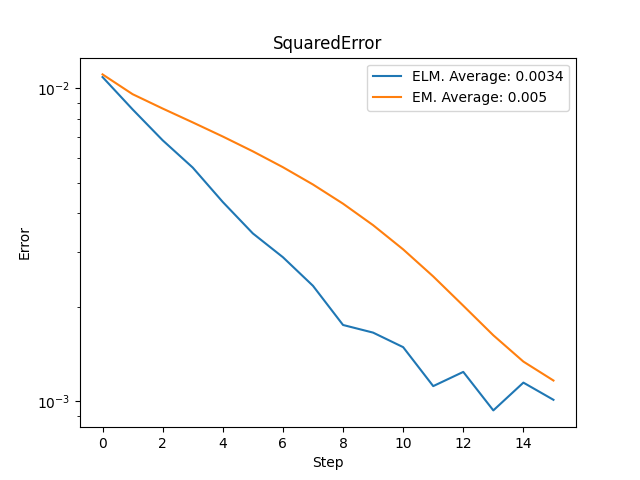 SquaredError
ELM. Average: 0.0034
EM. Average: 0.005
Error
10⁻²
10⁻³
0 2 4 6 8 10 12 14
Step